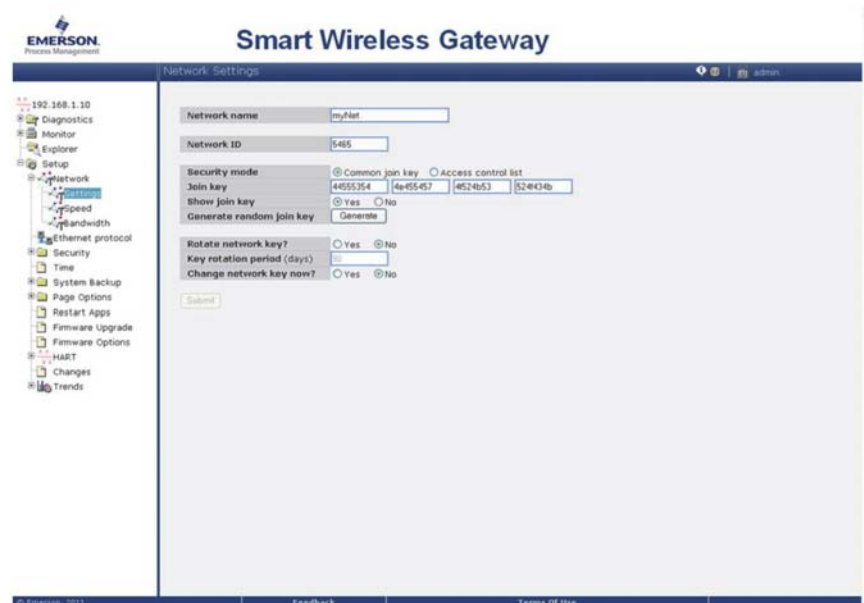 EMERSON.
Process Management
Smart Wireless Gateway
Network Settings
admin
192.168.1.10
Diagnostics
Monitor
Explorer
Setup
Network
Settings
Speed
Bandwidth
Ethernet protocol
Security
Time
System Backup
Page Options
Restart Apps
Firmware Upgrade
Firmware Options
HART
Changes
Trends
Network name myNet
Network ID 5465
Security mode Common join key Access control list
Join key 44555354 4e455457 4f524b53 524f434b
Show join key Yes No
Generate random join key Generate
Rotate network key? Yes No
Key rotation period (days)
Change network key now? Yes No
Submit
© Emerson, 2011 Feedback Terms Of Use